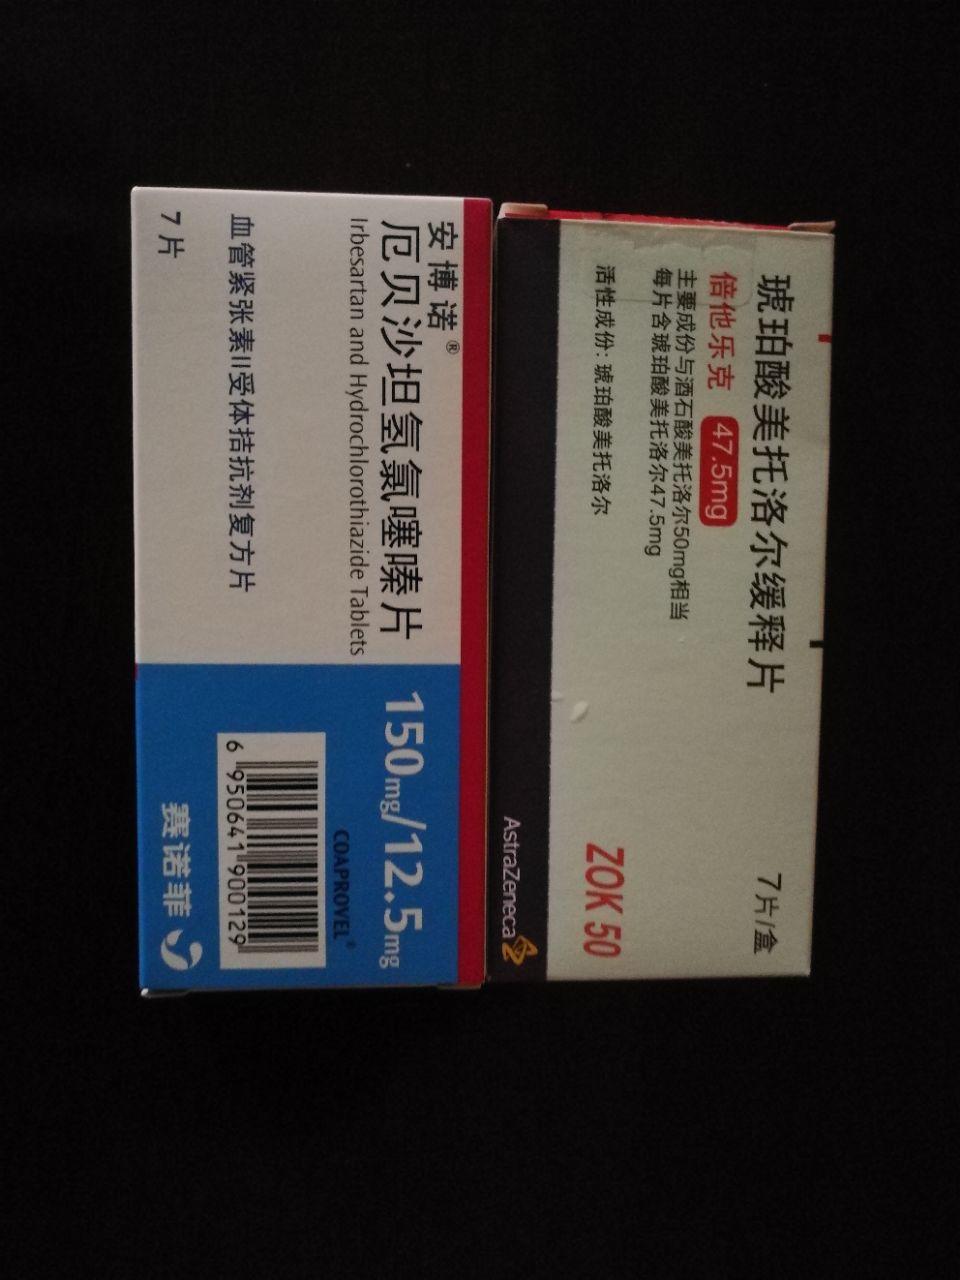 琥珀酸美托洛尔缓释片
倍他乐克 47.5mg
主要成份与酒石酸美托洛尔50mg相当
每片含琥珀酸美托洛尔47.5mg
活性成份: 琥珀酸美托洛尔
7片/盒
ZOK 50
AstraZeneca
安博诺®
厄贝沙坦氢氯噻嗪片
Irbesartan and Hydrochlorothiazide Tablets
血管紧张素II受体拮抗剂复方片
7片
150mg/12.5mg
COAPROVEL®
6 950641 900129
赛诺菲